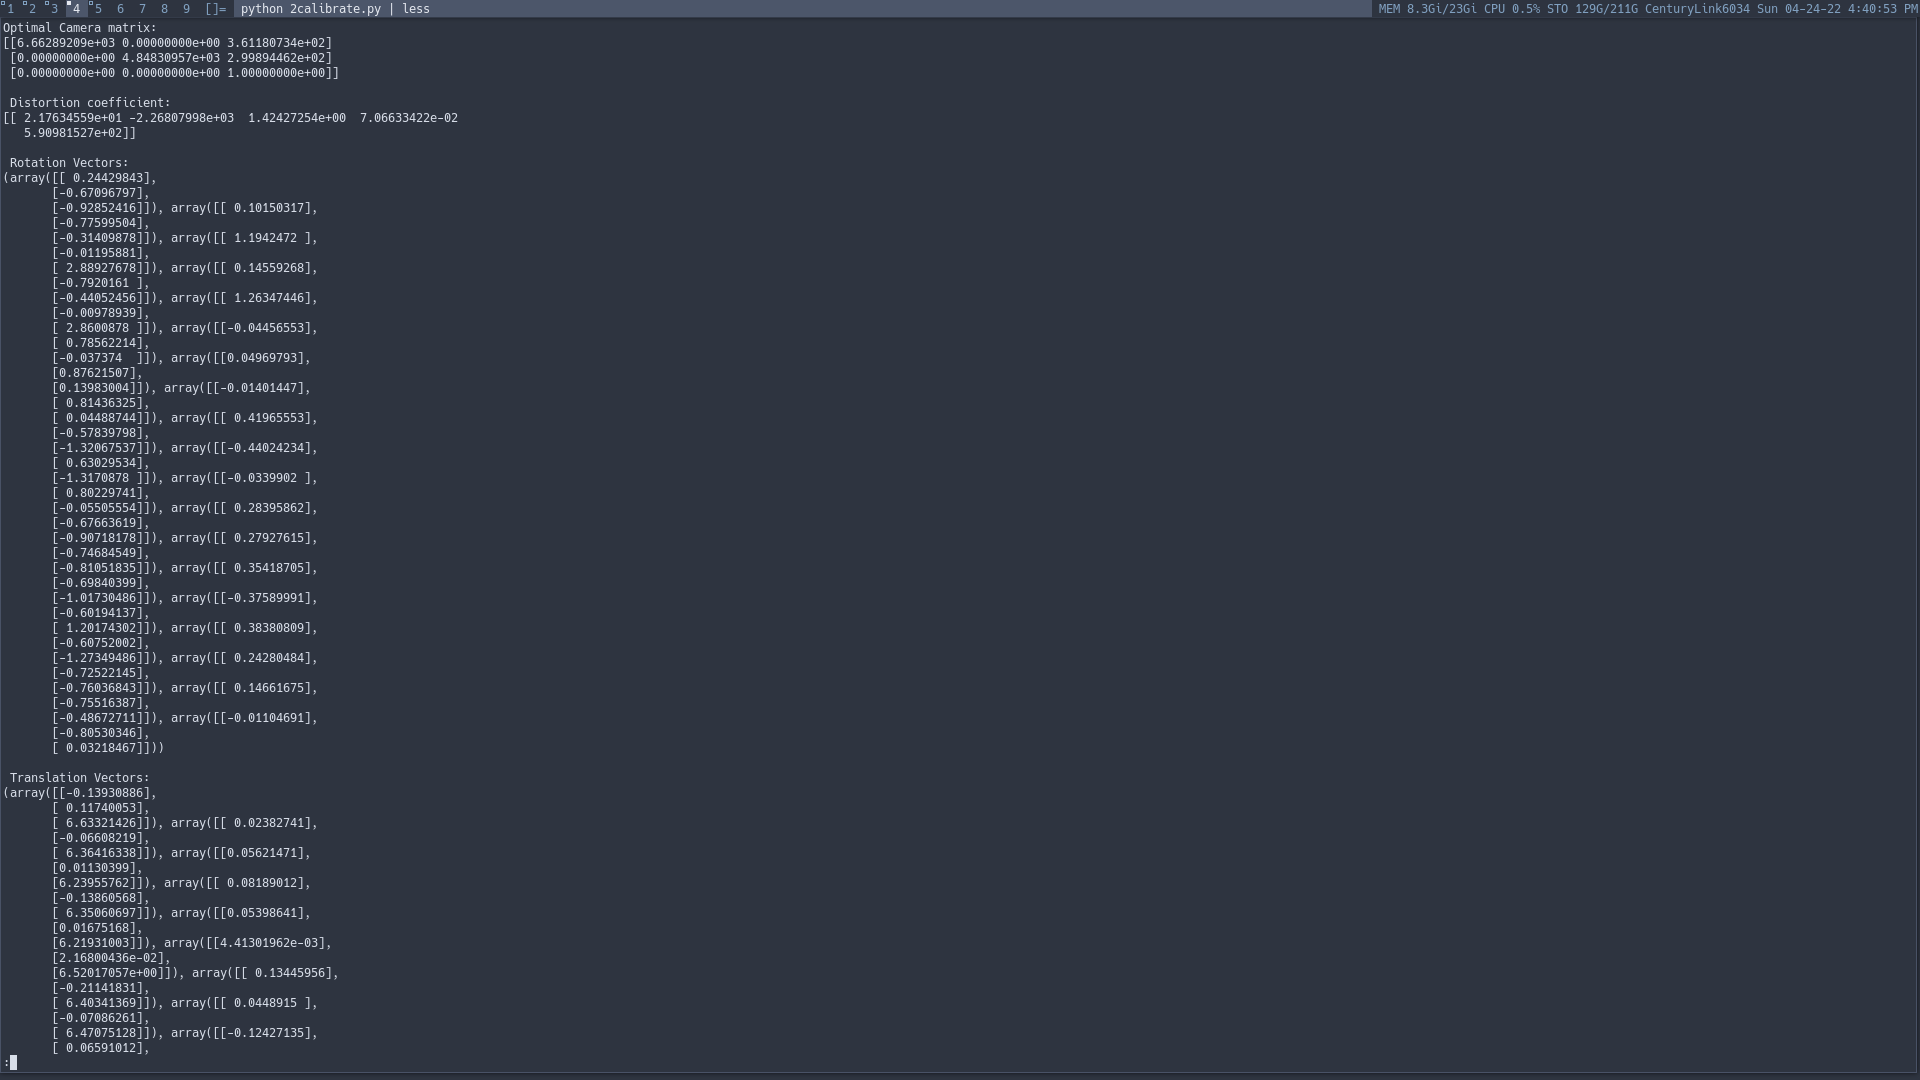 1 2 3 4 5 6 7 8 9 []= python 2calibrate.py | less MEM 8.3Gi/23Gi CPU 0.5% STO 129G/211G CenturyLink6034 Sun 04-24-22 4:40:53 PM
Optimal Camera matrix:
[[6.66289209e+03 0.00000000e+00 3.61180734e+02]
 [0.00000000e+00 4.84830957e+03 2.99894462e+02]
 [0.00000000e+00 0.00000000e+00 1.00000000e+00]]

 Distortion coefficient:
[[ 2.17634559e+01 -2.26807998e+03  1.42427254e+00  7.06633422e-02
   5.90981527e+02]]

 Rotation Vectors:
(array([[ 0.24429843],
       [-0.67096797],
       [-0.92852416]]), array([[ 0.10150317],
       [-0.77599504],
       [-0.31409878]]), array([[ 1.1942472 ],
       [-0.01195881],
       [ 2.88927678]]), array([[ 0.14559268],
       [-0.7920161 ],
       [-0.44052456]]), array([[ 1.26347446],
       [-0.00978939],
       [ 2.8600878 ]]), array([[-0.04456553],
       [ 0.78562214],
       [-0.037374  ]]), array([[0.04969793],
       [0.87621507],
       [0.13983004]]), array([[-0.01401447],
       [ 0.81436325],
       [ 0.04488744]]), array([[ 0.41965553],
       [-0.57839798],
       [-1.32067537]]), array([[-0.44024234],
       [ 0.63029534],
       [-1.3170878 ]]), array([[-0.0339902 ],
       [ 0.80229741],
       [-0.05505554]]), array([[ 0.28395862],
       [-0.67663619],
       [-0.90718178]]), array([[ 0.27927615],
       [-0.74684549],
       [-0.81051835]]), array([[ 0.35418705],
       [-0.69840399],
       [-1.01730486]]), array([[-0.37589991],
       [-0.60194137],
       [ 1.20174302]]), array([[ 0.38380809],
       [-0.60752002],
       [-1.27349486]]), array([[ 0.24280484],
       [-0.72522145],
       [-0.76036843]]), array([[ 0.14661675],
       [-0.75516387],
       [-0.48672711]]), array([[-0.01104691],
       [-0.80530346],
       [ 0.03218467]]))

 Translation Vectors:
(array([[-0.13930886],
       [ 0.11740053],
       [ 6.63321426]]), array([[ 0.02382741],
       [-0.06608219],
       [ 6.36416338]]), array([[0.05621471],
       [0.01130399],
       [6.23955762]]), array([[ 0.08189012],
       [-0.13860568],
       [ 6.35060697]]), array([[0.05398641],
       [0.01675168],
       [6.21931003]]), array([[4.41301962e-03],
       [2.16800436e-02],
       [6.52017057e+00]]), array([[ 0.13445956],
       [-0.21141831],
       [ 6.40341369]]), array([[ 0.0448915 ],
       [-0.07086261],
       [ 6.47075128]]), array([[-0.12427135],
       [ 0.06591012],
: